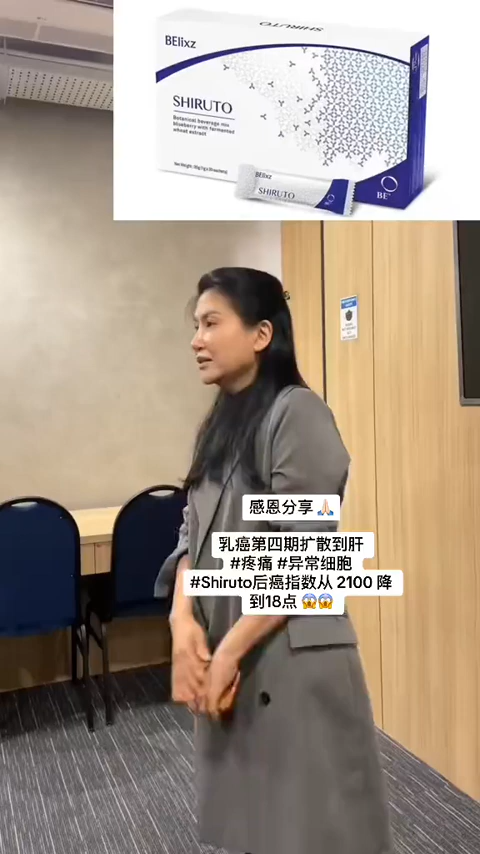 SHIRUTO
BElixz
SHIRUTO
Botanical beverage mix
blueberry with fermented
wheat extract
BElixz
SHIRUTO
BE
感恩分享🙏🏻
乳癌第四期扩散到肝
#疼痛 #异常细胞
#Shiruto后癌指数从 2100 降
到18点 😱😱